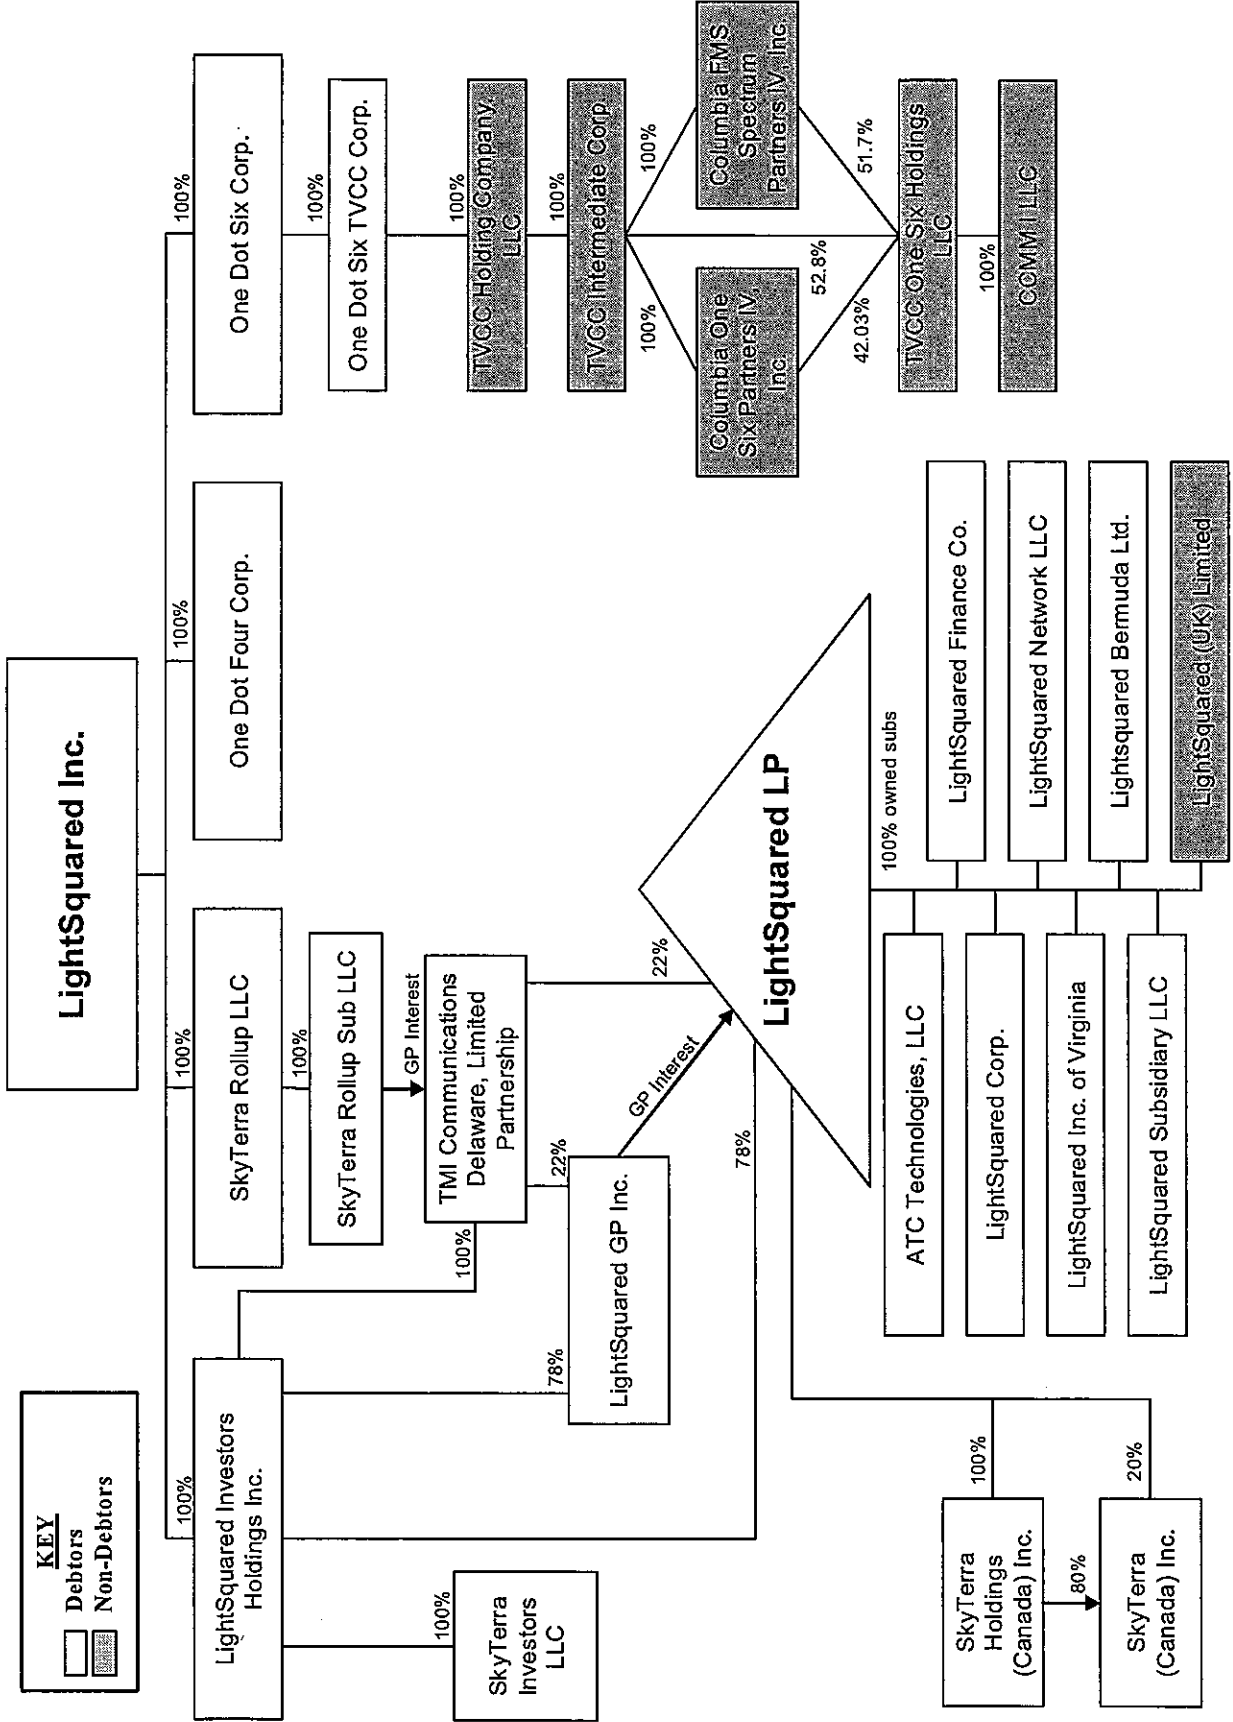 LightSquared Inc.
KEY
Debtors
Non-Debtors
100%
LightSquared Investors
Holdings Inc.
100%
SkyTerra Rollup LLC
100%
One Dot Four Corp.
100%
One Dot Six Corp.
100%
SkyTerra Rollup Sub LLC
100%
One Dot Six TVCC Corp.
GP Interest
TMI Communications
Delaware, Limited
Partnership
100%
100%
TVCC Holding Company,
LLC
100%
TVCC Intermediate Corp.
100%
SkyTerra
Investors
LLC
78%
22%
LightSquared GP Inc.
GP Interest
22%
78%
100%
100%
Columbia One
Six Partners IV,
Inc.
Columbia FMS
Spectrum
Partners IV, Inc.
52.8%
42.03%
51.7%
TVCC One Six Holdings
LLC
100%
CCMM I LLC
LightSquared LP
100% owned subs
ATC Technologies, LLC
LightSquared Finance Co.
LightSquared Corp.
LightSquared Network LLC
LightSquared Inc. of Virginia
Lightsquared Bermuda Ltd.
LightSquared Subsidiary LLC
LightSquared (UK) Limited
100%
SkyTerra
Holdings
(Canada) Inc.
80%
20%
SkyTerra
(Canada) Inc.